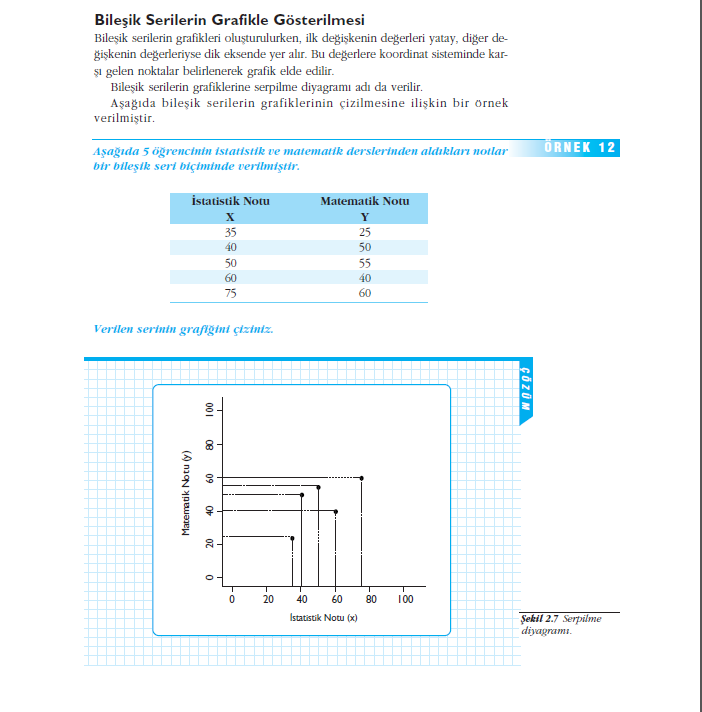 Bileşik Serilerin Grafikle Gösterilmesi
Bileşik serilerin grafikleri oluşturulurken, ilk değişkenin değerleri yatay, diğer de-
ğişkenin değerleriyse dik eksende yer alır. Bu değerlere koordinat sisteminde kar-
şı gelen noktalar belirlenerek grafik elde edilir.
Bileşik serilerin grafiklerine serpilme diyagramı adı da verilir.
Aşağıda bileşik serilerin grafiklerinin çizilmesine ilişkin bir örnek
verilmiştir.
ÖRNEK 12
Aşağıda 5 öğrencinin istatistik ve matematik derslerinden aldıkları notlar
bir bileşik seri biçiminde verilmiştir.
İstatistik Notu Matematik Notu
X Y
35 25
40 50
50 55
60 40
75 60
Verilen serinin grafiğini çiziniz.
ÇÖZÜM
Matematik Notu (y)
100
80
60
40
20
0
0 20 40 60 80 100
İstatistik Notu (x)
Şekil 2.7 Serpilme
diyagramı.